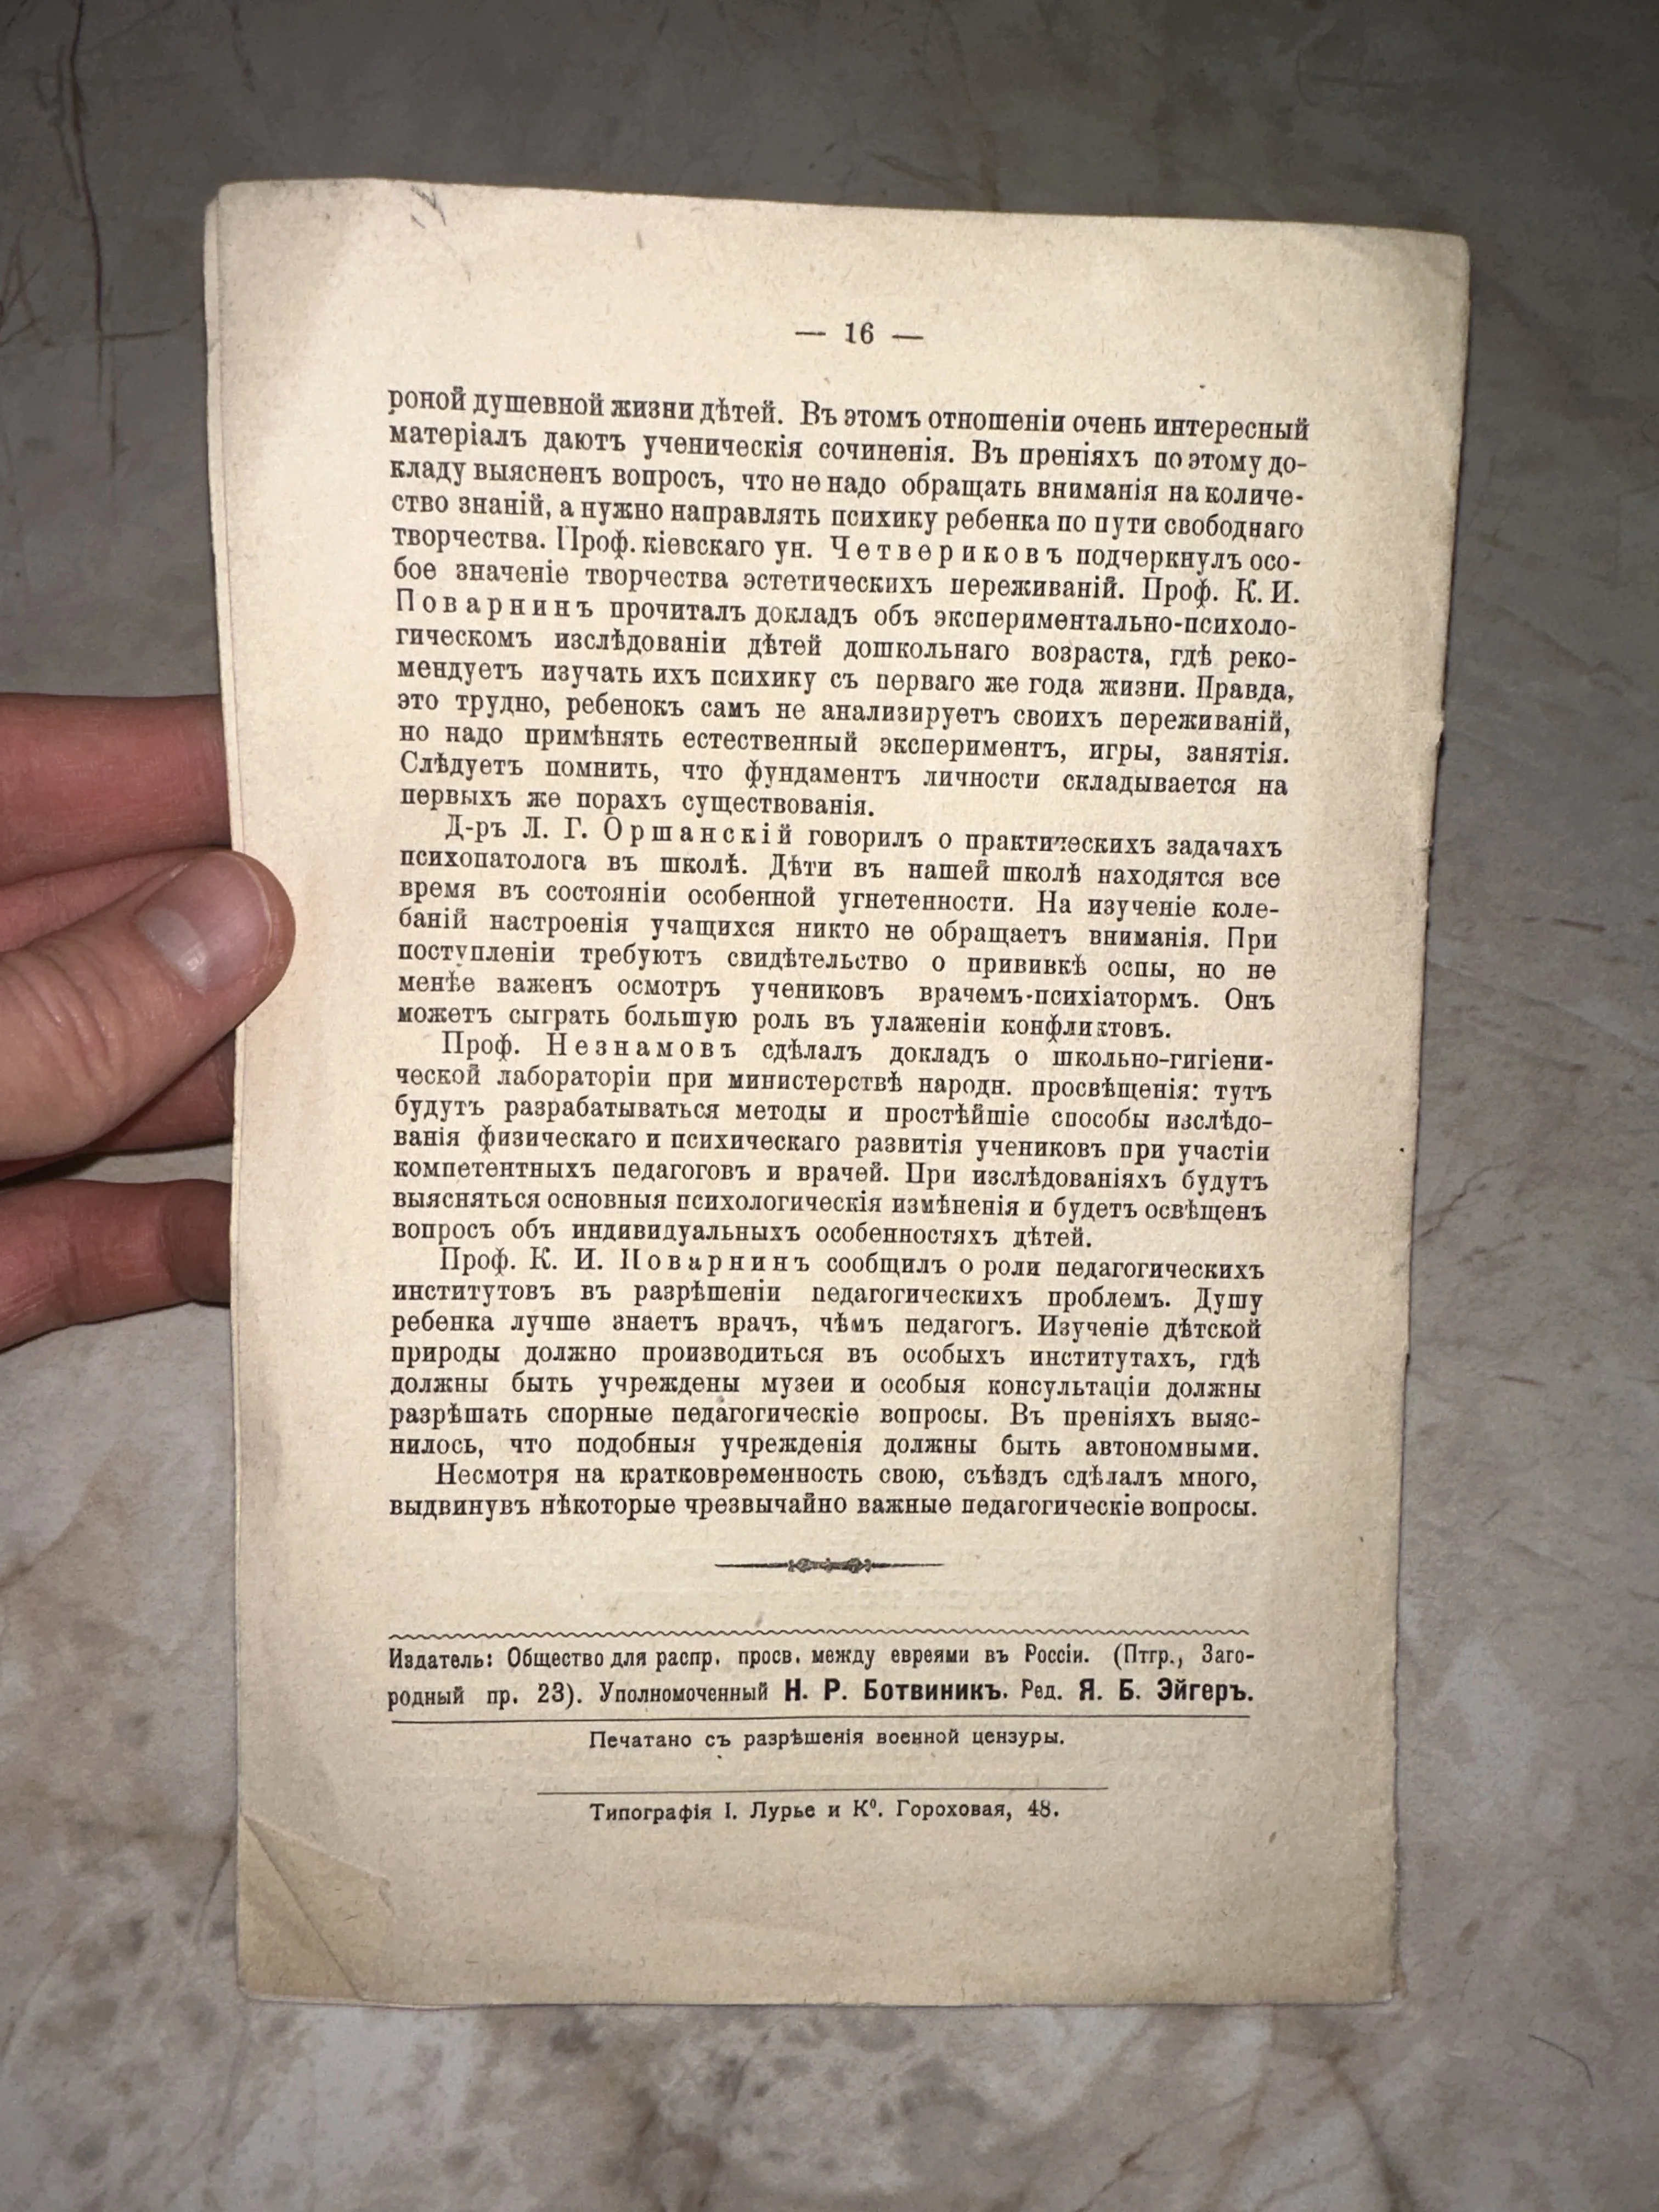 — 16 —
роной душевной жизни дѣтей. Въ этомъ отношеніи очень интересный
матеріалъ даютъ ученическія сочиненія. Въ преніяхъ по этому до-
кладу выясненъ вопросъ, что не надо обращать вниманія на количе-
ство знаній, а нужно направлять психику ребенка по пути свободнаго
творчества. Проф. кіевскаго ун. Четвериковъ подчеркнулъ осо-
бое значеніе творчества эстетическихъ переживаній. Проф. К. И.
Поварнинъ прочиталъ докладъ объ экспериментально-психоло-
гическомъ изслѣдованіи дѣтей дошкольнаго возраста, гдѣ реко-
мендуетъ изучать ихъ психику съ перваго же года жизни. Правда,
это трудно, ребенокъ самъ не анализируетъ своихъ переживаній,
но надо примѣнять естественный экспериментъ, игры, занятія.
Слѣдуетъ помнить, что фундаментъ личности складывается на
первыхъ же порахъ существованія.
Д-ръ Л. Г. Оршанскій говорилъ о практическихъ задачахъ
психопатолога въ школѣ. Дѣти въ нашей школѣ находятся все
время въ состояніи особенной угнетенности. На изученіе коле-
баній настроенія учащихся никто не обращаетъ вниманія. При
поступленіи требуютъ свидѣтельство о прививкѣ оспы, но не
менѣе важенъ осмотръ учениковъ врачемъ-психіатормъ. Онъ
можетъ сыграть большую роль въ улаженіи конфликтовъ.
Проф. Незнамовъ сдѣлалъ докладъ о школьно-гигіени-
ческой лабораторіи при министерствѣ народн. просвѣщенія: тутъ
будутъ разрабатываться методы и простѣйшіе способы изслѣдо-
ванія физическаго и психическаго развитія учениковъ при участіи
компетентныхъ педагоговъ и врачей. При изслѣдованіяхъ будутъ
выясняться основныя психологическія измѣненія и будетъ освѣщенъ
вопросъ объ индивидуальныхъ особенностяхъ дѣтей.
Проф. К. И. Поварнинъ сообщилъ о роли педагогическихъ
институтовъ въ разрѣшеніи педагогическихъ проблемъ. Душу
ребенка лучше знаетъ врачъ, чѣмъ педагогъ. Изученіе дѣтской
природы должно производиться въ особыхъ институтахъ, гдѣ
должны быть учреждены музеи и особыя консультаціи должны
разрѣшать спорные педагогическіе вопросы. Въ преніяхъ выяс-
нилось, что подобныя учрежденія должны быть автономными.
Несмотря на кратковременность свою, съѣздъ сдѣлалъ много,
выдвинувъ нѣкоторые чрезвычайно важные педагогическіе вопросы.
Издатель: Общество для распр. просв. между евреями въ Россіи. (Птгр., Заго-
родный пр. 23). Уполномоченный Н. Р. Ботвиникъ. Ред. Я. Б. Эйгеръ.
Печатано съ разрѣшенія военной цензуры.
Типографія І. Лурье и К⁰. Гороховая, 48.